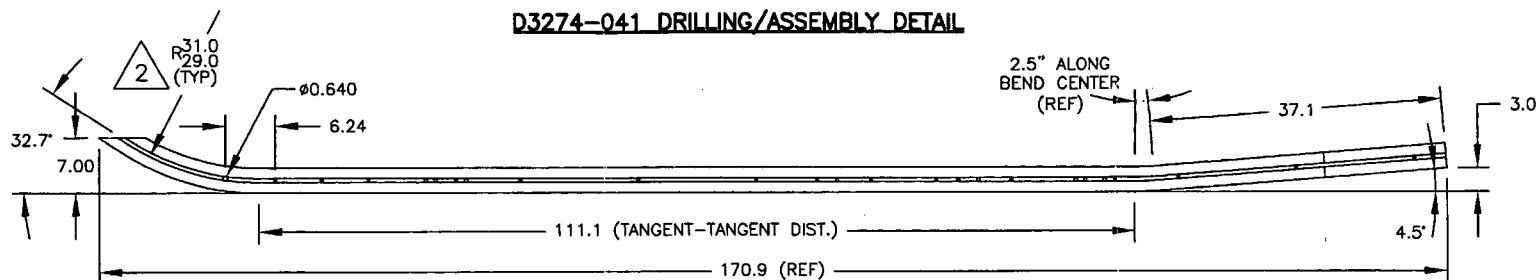 D3274-041 DRILLING/ASSEMBLY DETAIL
2
R31.0
29.0
(TYP)
ø0.640
6.24
2.5" ALONG
BEND CENTER
(REF)
37.1
3.0
32.7°
7.00
111.1 (TANGENT-TANGENT DIST.)
4.5°
170.9 (REF)